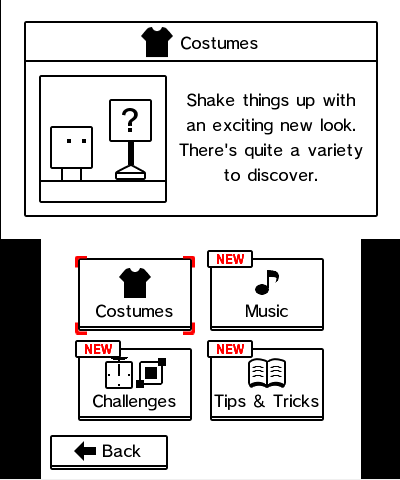 Costumes
?
Shake things up with
an exciting new look.
There's quite a variety
to discover.
NEW
Costumes
Music
NEW
NEW
Challenges
Tips & Tricks
Back